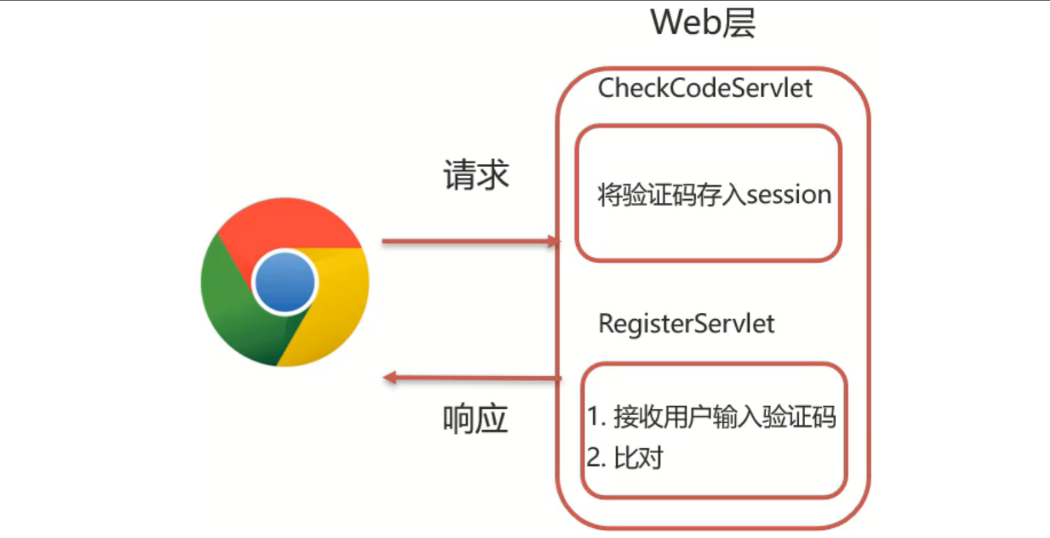 Web层
CheckCodeServlet
请求
将验证码存入session
RegisterServlet
响应
1. 接收用户输入验证码
2. 比对